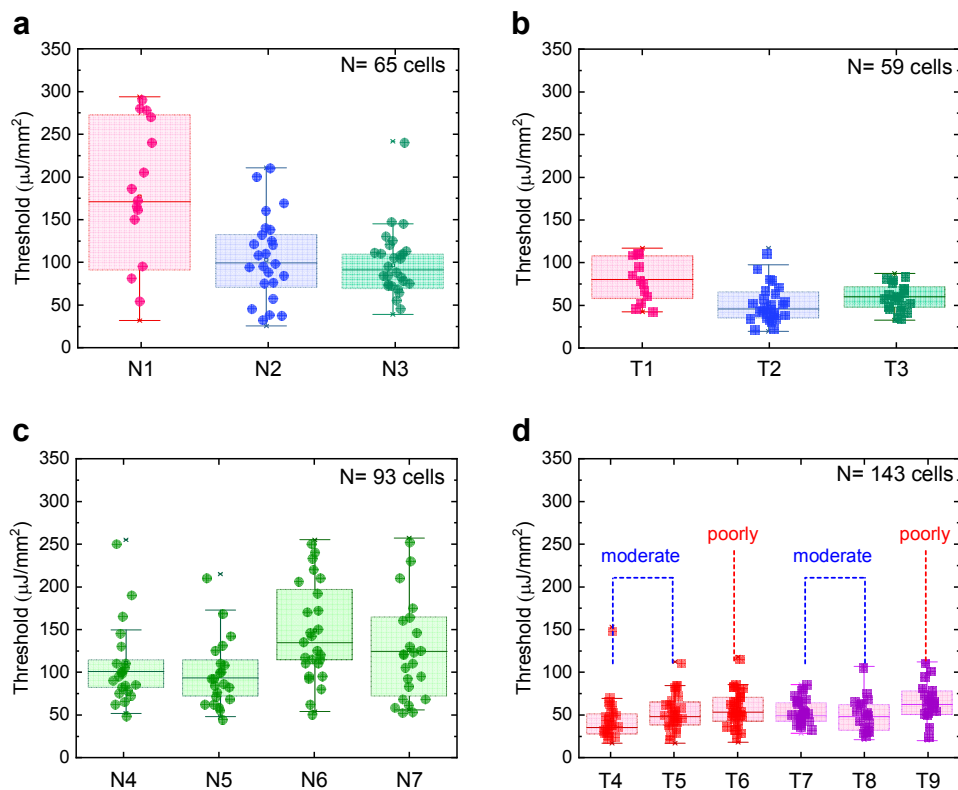 a
N= 65 cells
350
300
250
200
150
100
50
0
Threshold (μJ/mm²)
N1 N2 N3
b
N= 59 cells
350
300
250
200
150
100
50
0
Threshold (μJ/mm²)
T1 T2 T3
c
N= 93 cells
350
300
250
200
150
100
50
0
Threshold (μJ/mm²)
N4 N5 N6 N7
d
N= 143 cells
350
300
250
200
150
100
50
0
Threshold (μJ/mm²)
poorly poorly
moderate moderate
T4 T5 T6 T7 T8 T9